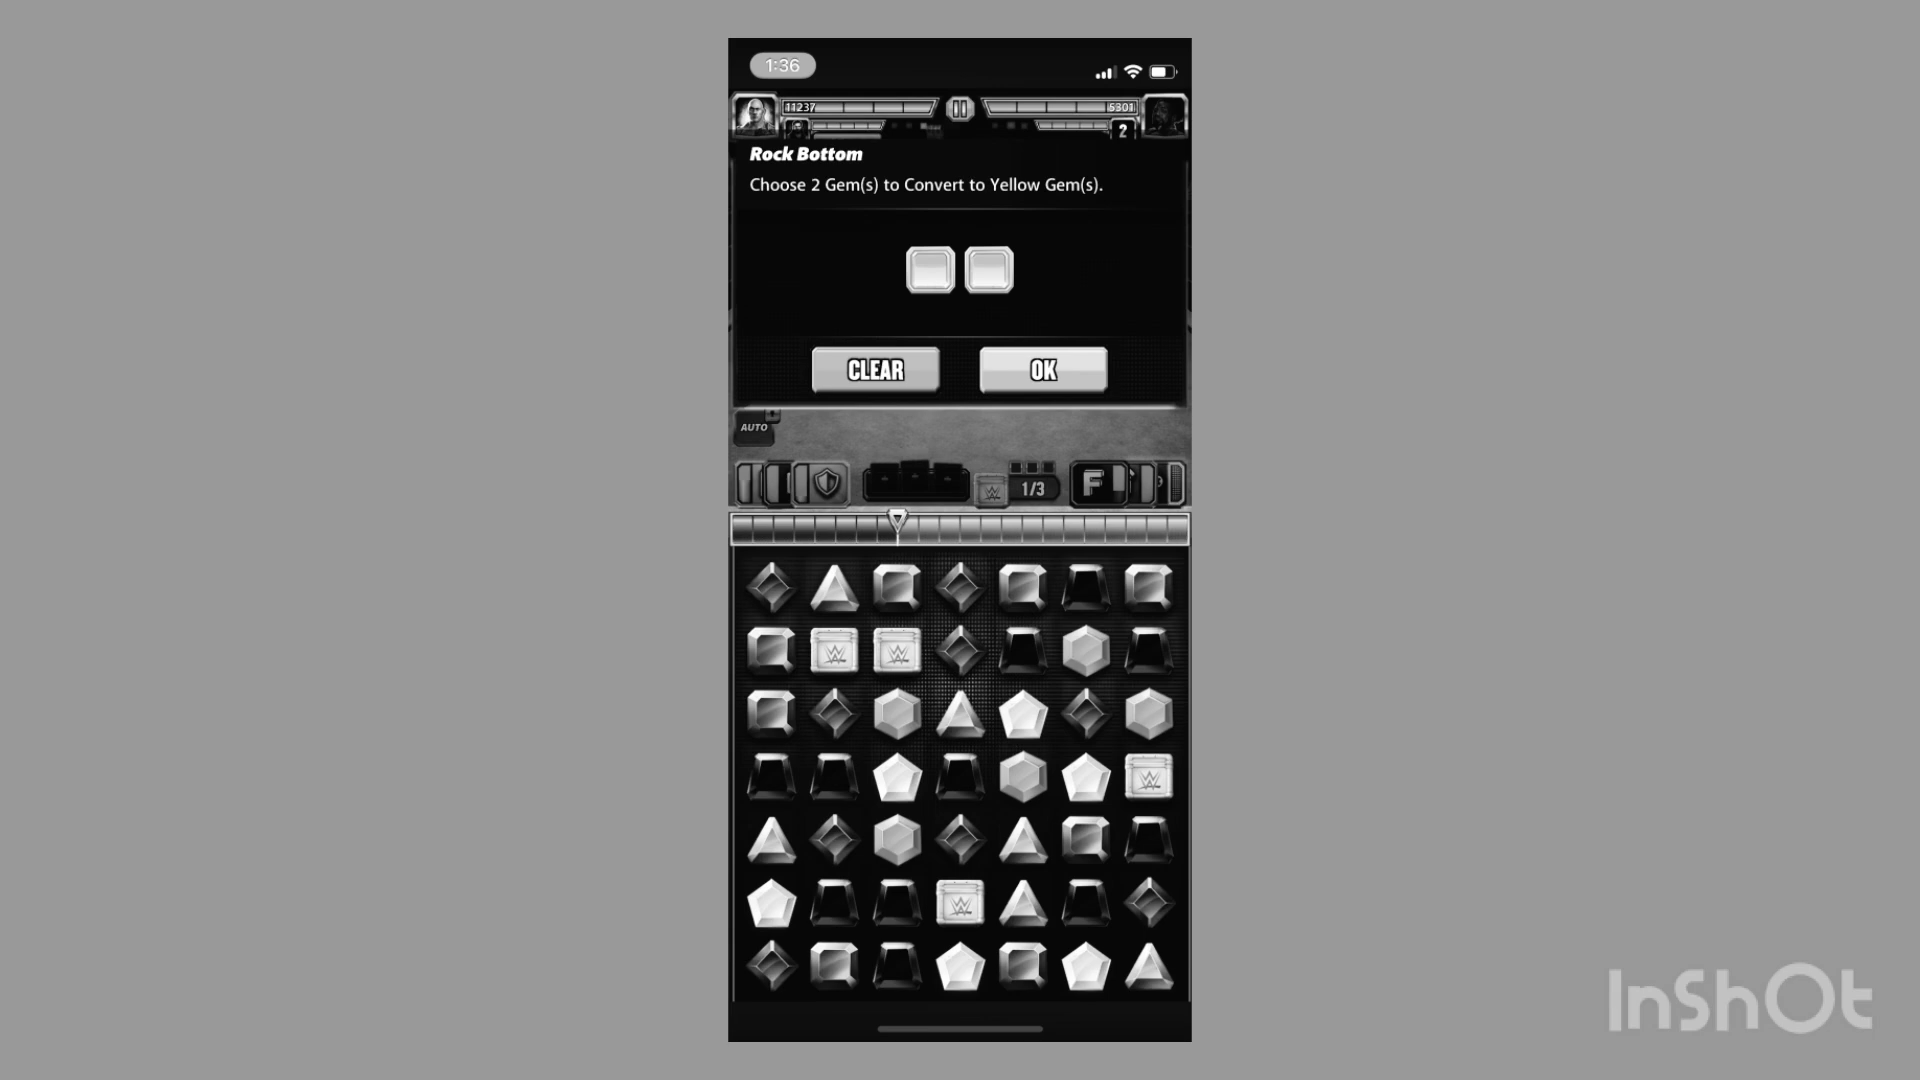 1:36
11237
5301
2
Rock Bottom
Choose 2 Gem(s) to Convert to Yellow Gem(s).
CLEAR
OK
AUTO
1/3
F
InShOt